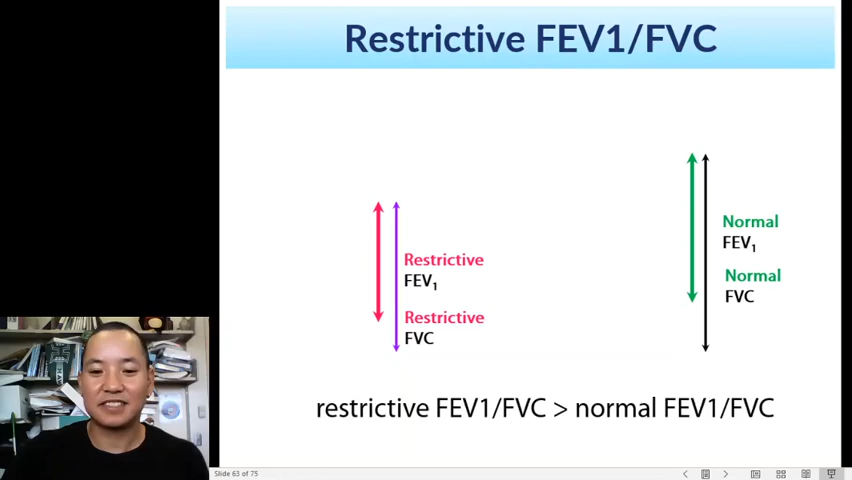 Restrictive FEV1/FVC
Normal
FEV₁
Normal
FVC
Restrictive
FEV₁
Restrictive
FVC
restrictive FEV1/FVC > normal FEV1/FVC
Slide 63 of 75